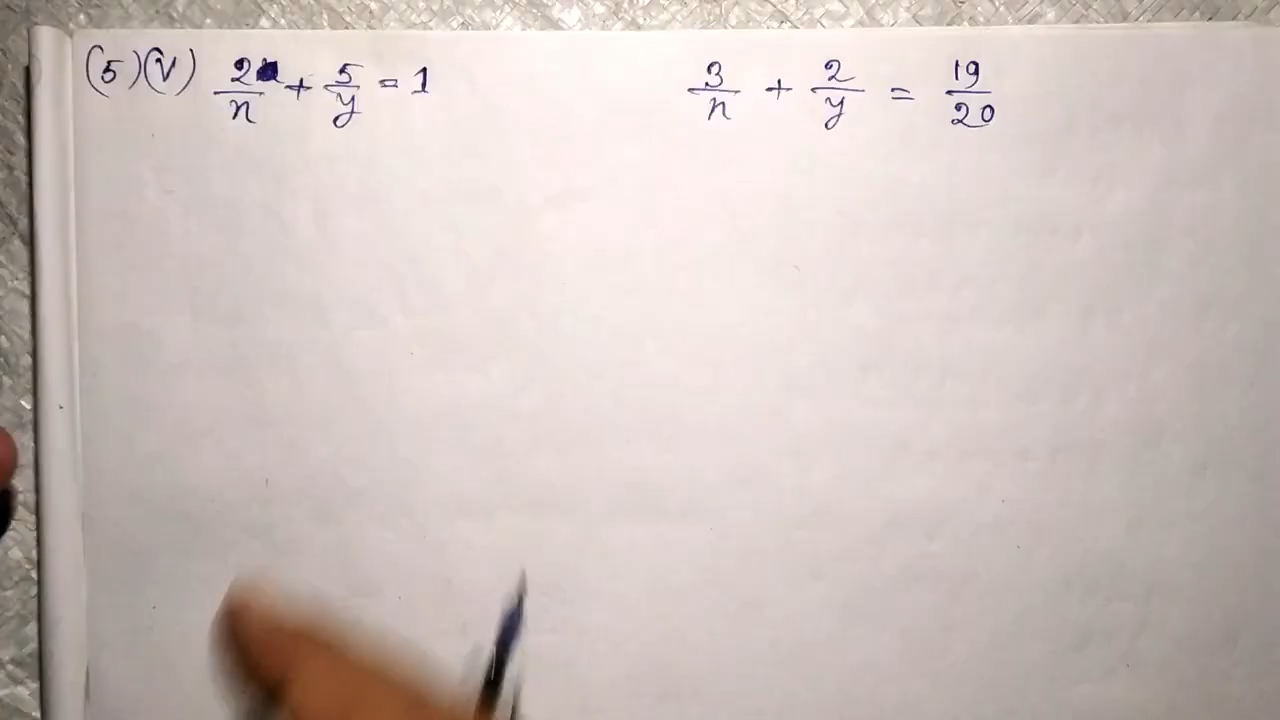 (5)(V) 2/x + 5/y = 1    3/x + 2/y = 19/20